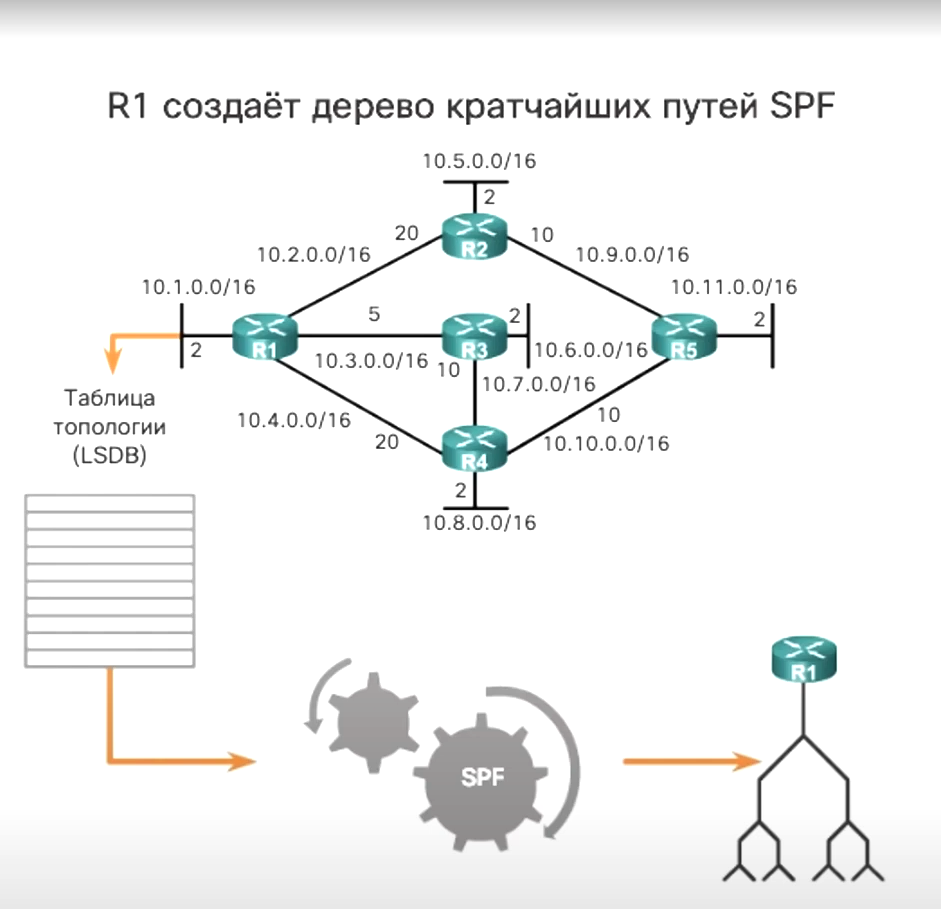 R1 создаёт дерево кратчайших путей SPF
10.5.0.0/16
2
R2
20
10
10.2.0.0/16
10.9.0.0/16
10.1.0.0/16
10.11.0.0/16
5
2
2
2
R1
R3
R5
10.3.0.0/16
10.6.0.0/16
10
10.7.0.0/16
10.4.0.0/16
10
20
10.10.0.0/16
R4
2
10.8.0.0/16
Таблица
топологии
(LSDB)
SPF
R1